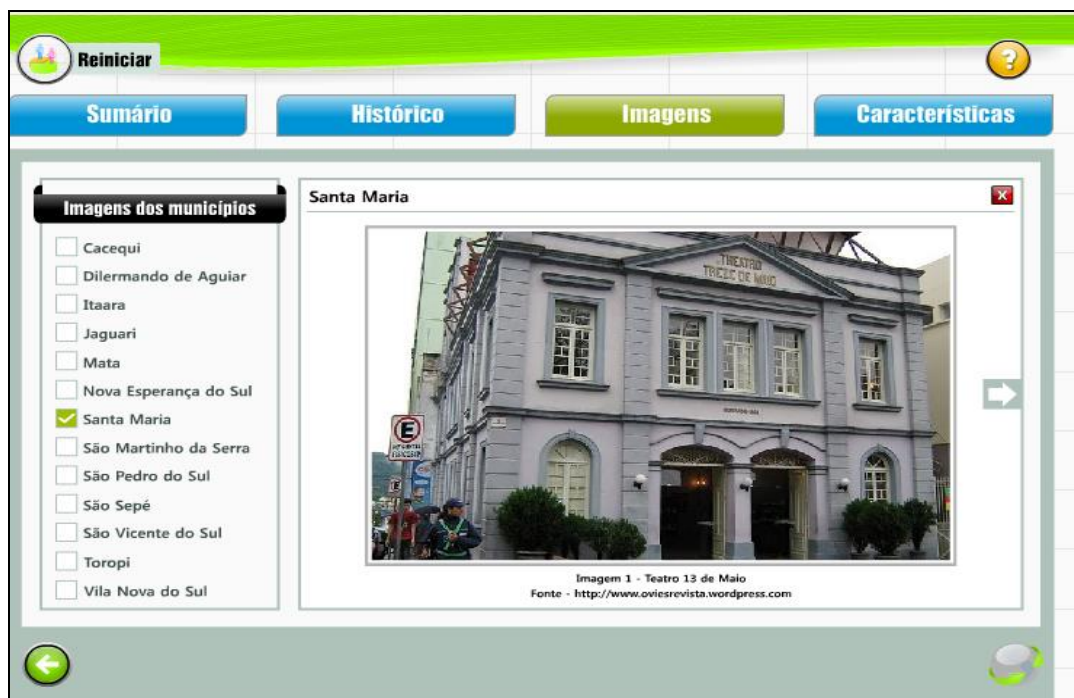 Reiniciar
?
Sumário
Histórico
Imagens
Características
Imagens dos municípios
Cacequi
Dilermando de Aguiar
Itaara
Jaguari
Mata
Nova Esperança do Sul
Santa Maria
São Martinho da Serra
São Pedro do Sul
São Sepé
São Vicente do Sul
Toropi
Vila Nova do Sul
Santa Maria
X
THEATRO
TREZE DE MAIO
E
Imagem 1 - Teatro 13 de Maio
Fonte - http://www.oviesrevista.wordpress.com